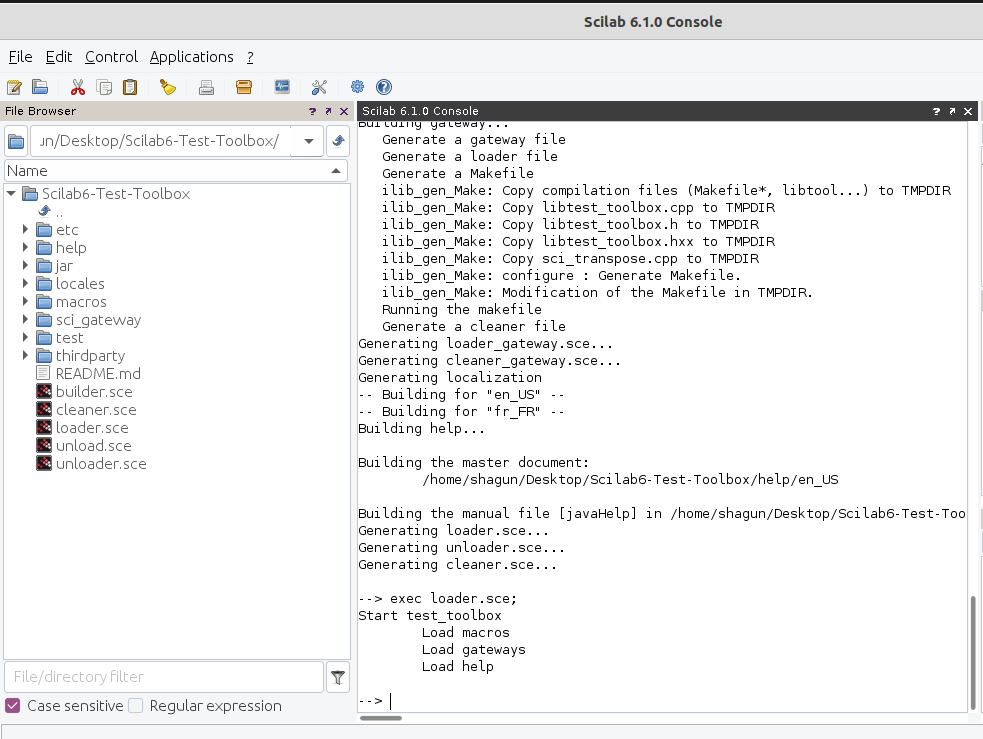 Scilab 6.1.0 Console
File Edit Control Applications ?
File Browser ? ↗ ✕
Scilab 6.1.0 Console ? ↗ ✕
ın/Desktop/Scilab6-Test-Toolbox/
Name
Scilab6-Test-Toolbox
..
etc
help
jar
locales
macros
sci_gateway
test
thirdparty
README.md
builder.sce
cleaner.sce
loader.sce
unload.sce
unloader.sce
File/directory filter
Case sensitive Regular expression
Building gateway...
Generate a gateway file
Generate a loader file
Generate a Makefile
ilib_gen_Make: Copy compilation files (Makefile*, libtool...) to TMPDIR
ilib_gen_Make: Copy libtest_toolbox.cpp to TMPDIR
ilib_gen_Make: Copy libtest_toolbox.h to TMPDIR
ilib_gen_Make: Copy libtest_toolbox.hxx to TMPDIR
ilib_gen_Make: Copy sci_transpose.cpp to TMPDIR
ilib_gen_Make: configure : Generate Makefile.
ilib_gen_Make: Modification of the Makefile in TMPDIR.
Running the makefile
Generate a cleaner file
Generating loader_gateway.sce...
Generating cleaner_gateway.sce...
Generating localization
-- Building for "en_US" --
-- Building for "fr_FR" --
Building help...
Building the master document:
/home/shagun/Desktop/Scilab6-Test-Toolbox/help/en_US
Building the manual file [javaHelp] in /home/shagun/Desktop/Scilab6-Test-Too
Generating loader.sce...
Generating unloader.sce...
Generating cleaner.sce...
--> exec loader.sce;
Start test_toolbox
Load macros
Load gateways
Load help
-->